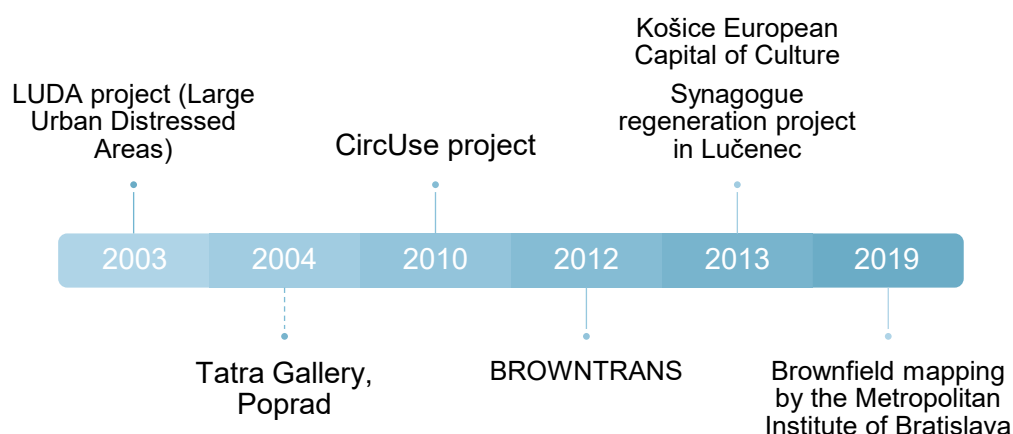 Košice European
Capital of Culture
LUDA project (Large
Urban Distressed
Areas)
CircUse project
Synagogue
regeneration project
in Lučenec
2003
2004
2010
2012
2013
2019
Tatra Gallery,
Poprad
BROWNTRANS
Brownfield mapping
by the Metropolitan
Institute of Bratislava